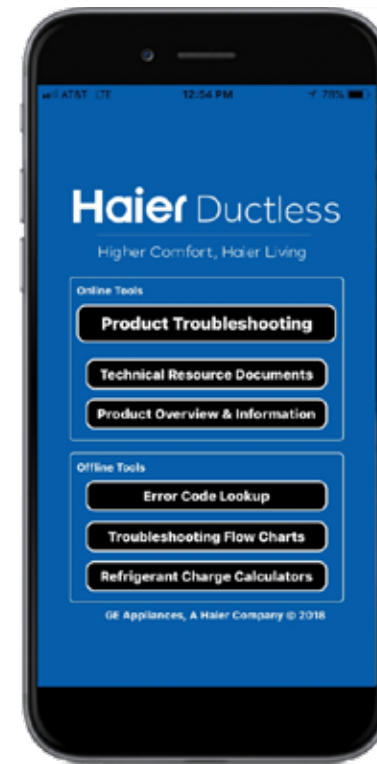 AT&T LTE 12:54 PM 78%
Haier Ductless
Higher Comfort, Haier Living
Online Tools
Product Troubleshooting
Technical Resource Documents
Product Overview & Information
Offline Tools
Error Code Lookup
Troubleshooting Flow Charts
Refrigerant Charge Calculators
GE Appliances, A Haier Company © 2018